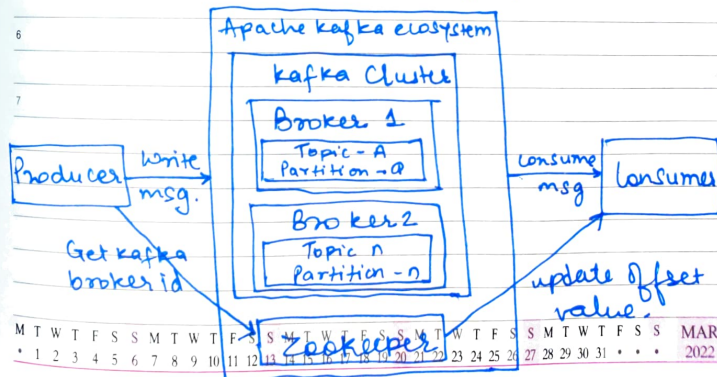 6
Apache kafka ecosystem
kafka Cluster
7
Broker 1
Topic - A
Partition - a
Producer
Write
msg.
Consume
msg
Consumer
Broker 2
Topic n
Partition - n
Get kafka
broker id
update offset
value.
Zookeeper
M T W T F S S M T W T F S S M T W T F S S M T W T F S S M T W T F S S MAR
• 1 2 3 4 5 6 7 8 9 10 11 12 13 14 15 16 17 18 19 20 21 22 23 24 25 26 27 28 29 30 31 • • • 2022